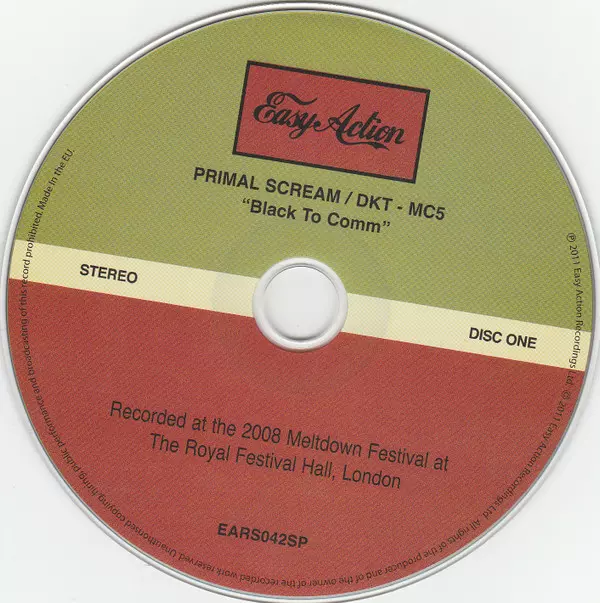 Easy Action
PRIMAL SCREAM / DKT - MC5
“Black To Comm”
STEREO
DISC ONE
Recorded at the 2008 Meltdown Festival at
The Royal Festival Hall, London
EARS042SP
℗ 2011 Easy Action Recordings Ltd. © 2011 Easy Action Recordings Ltd. All rights of the producer and of the owner of the recorded work reserved. Unauthorised copying, hiring, public performance and broadcasting of this record prohibited. Made In the EU.